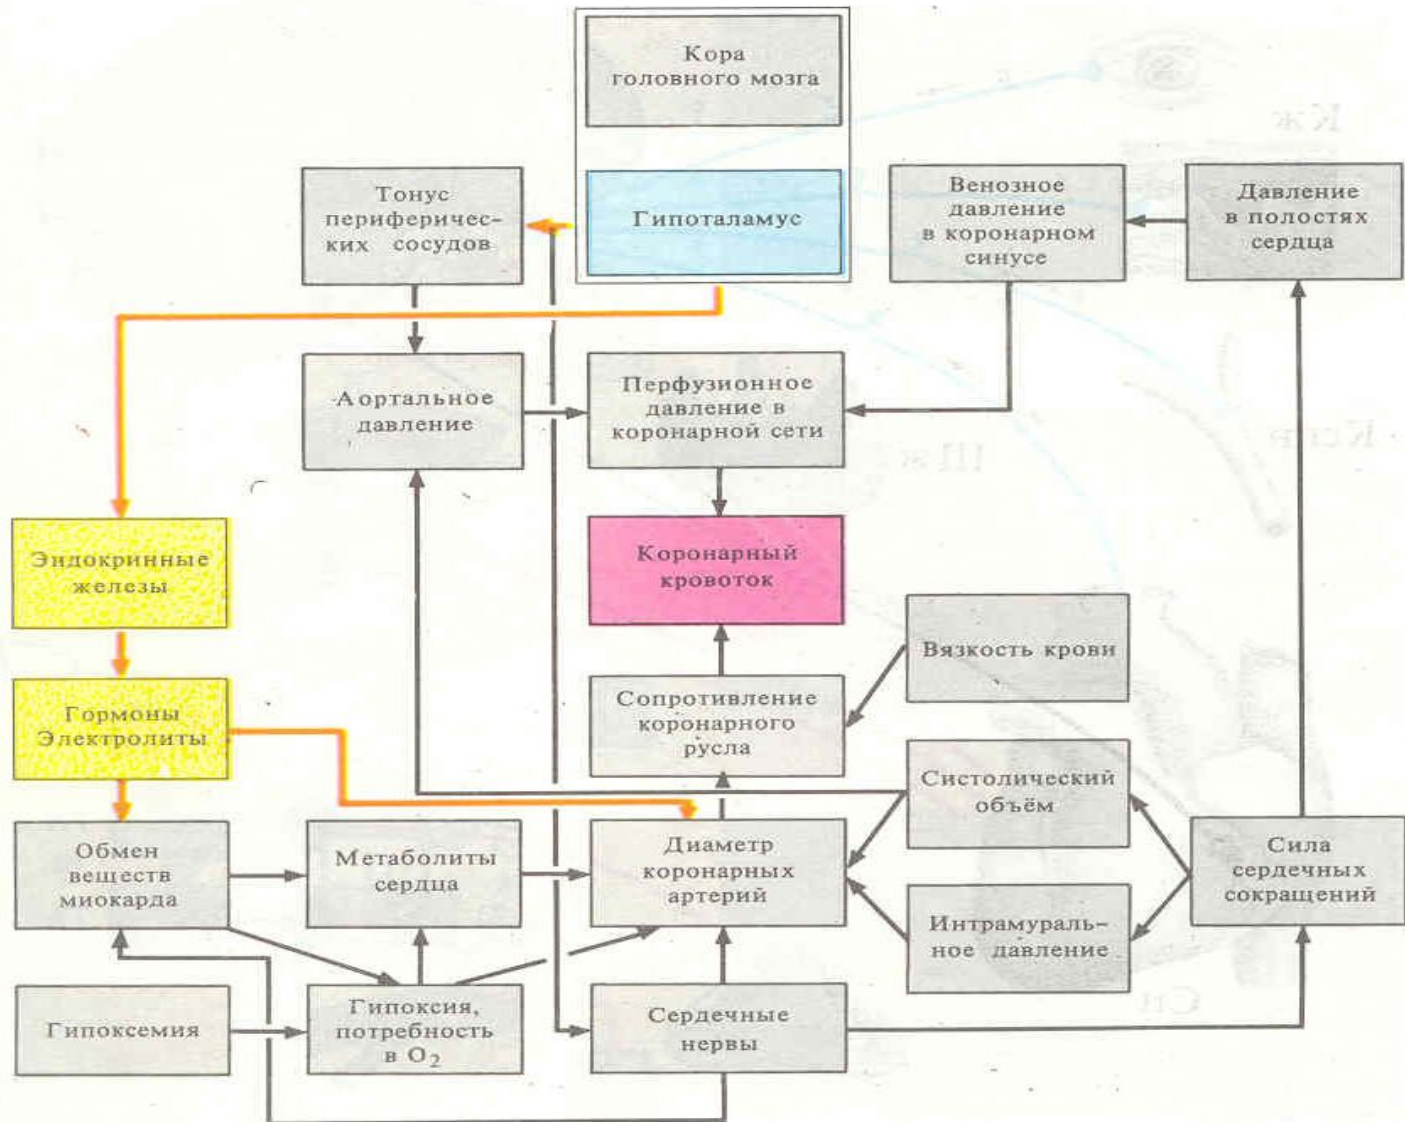 Кора
головного мозга
Тонус
перифериче-
ских сосудов
Гипоталамус
Венозное
давление
в коронарном
синусе
Давление
в полостях
сердца
Аортальное
давление
Перфузионное
давление в
коронарной сети
Эндокринные
железы
Коронарный
кровоток
Вязкость крови
Гормоны
Электролиты
Сопротивление
коронарного
русла
Систолический
объём
Обмен
веществ
миокарда
Метаболиты
сердца
Диаметр
коронарных
артерий
Сила
сердечных
сокращений
Интрамураль-
ное давление
Гипоксемия
Гипоксия,
потребность
в O₂
Сердечные
нервы